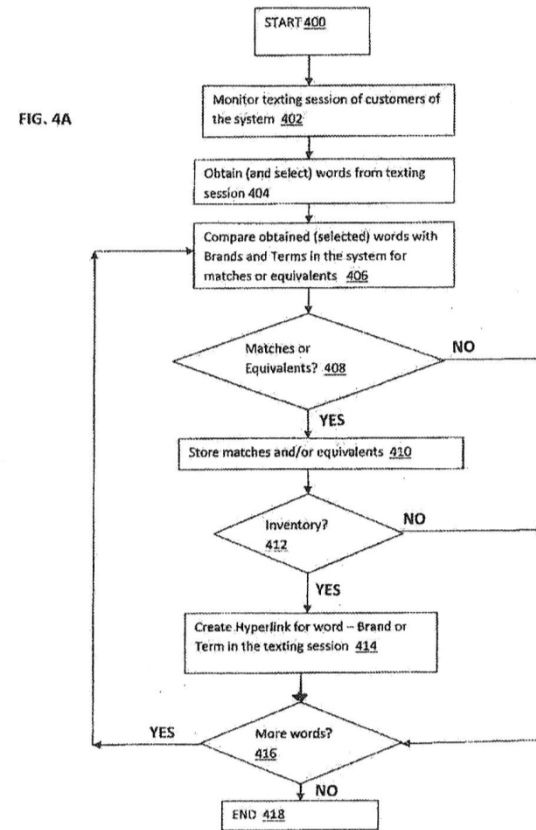 START 400
FIG. 4A
Monitor texting session of customers of
the system 402
Obtain (and select) words from texting
session 404
Compare obtained (selected) words with
Brands and Terms in the system for
matches or equivalents 406
Matches or
Equivalents? 408
NO
YES
Store matches and/or equivalents 410
Inventory?
412
NO
YES
Create Hyperlink for word – Brand or
Term in the texting session 414
More words?
416
YES
NO
END 418